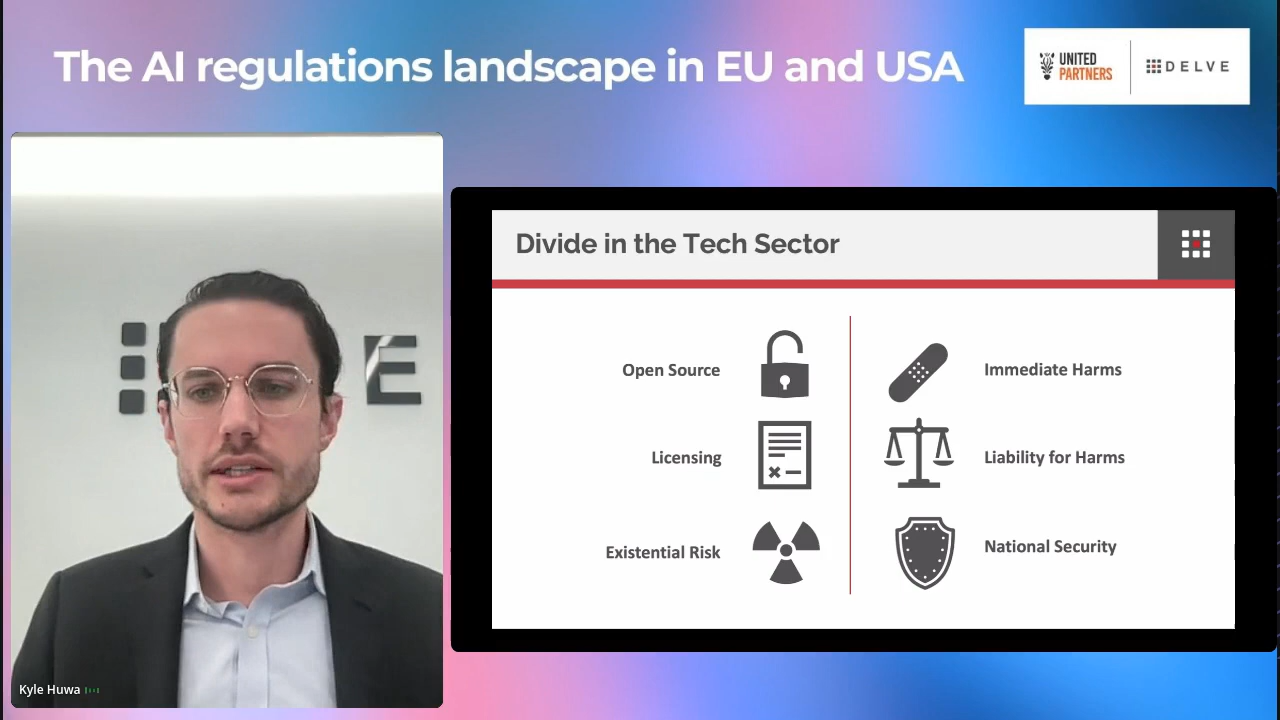 The AI regulations landscape in EU and USA
UNITED
PARTNERS
DELVE
Divide in the Tech Sector
Open Source
Immediate Harms
Licensing
Liability for Harms
Existential Risk
National Security
E
Kyle Huwa